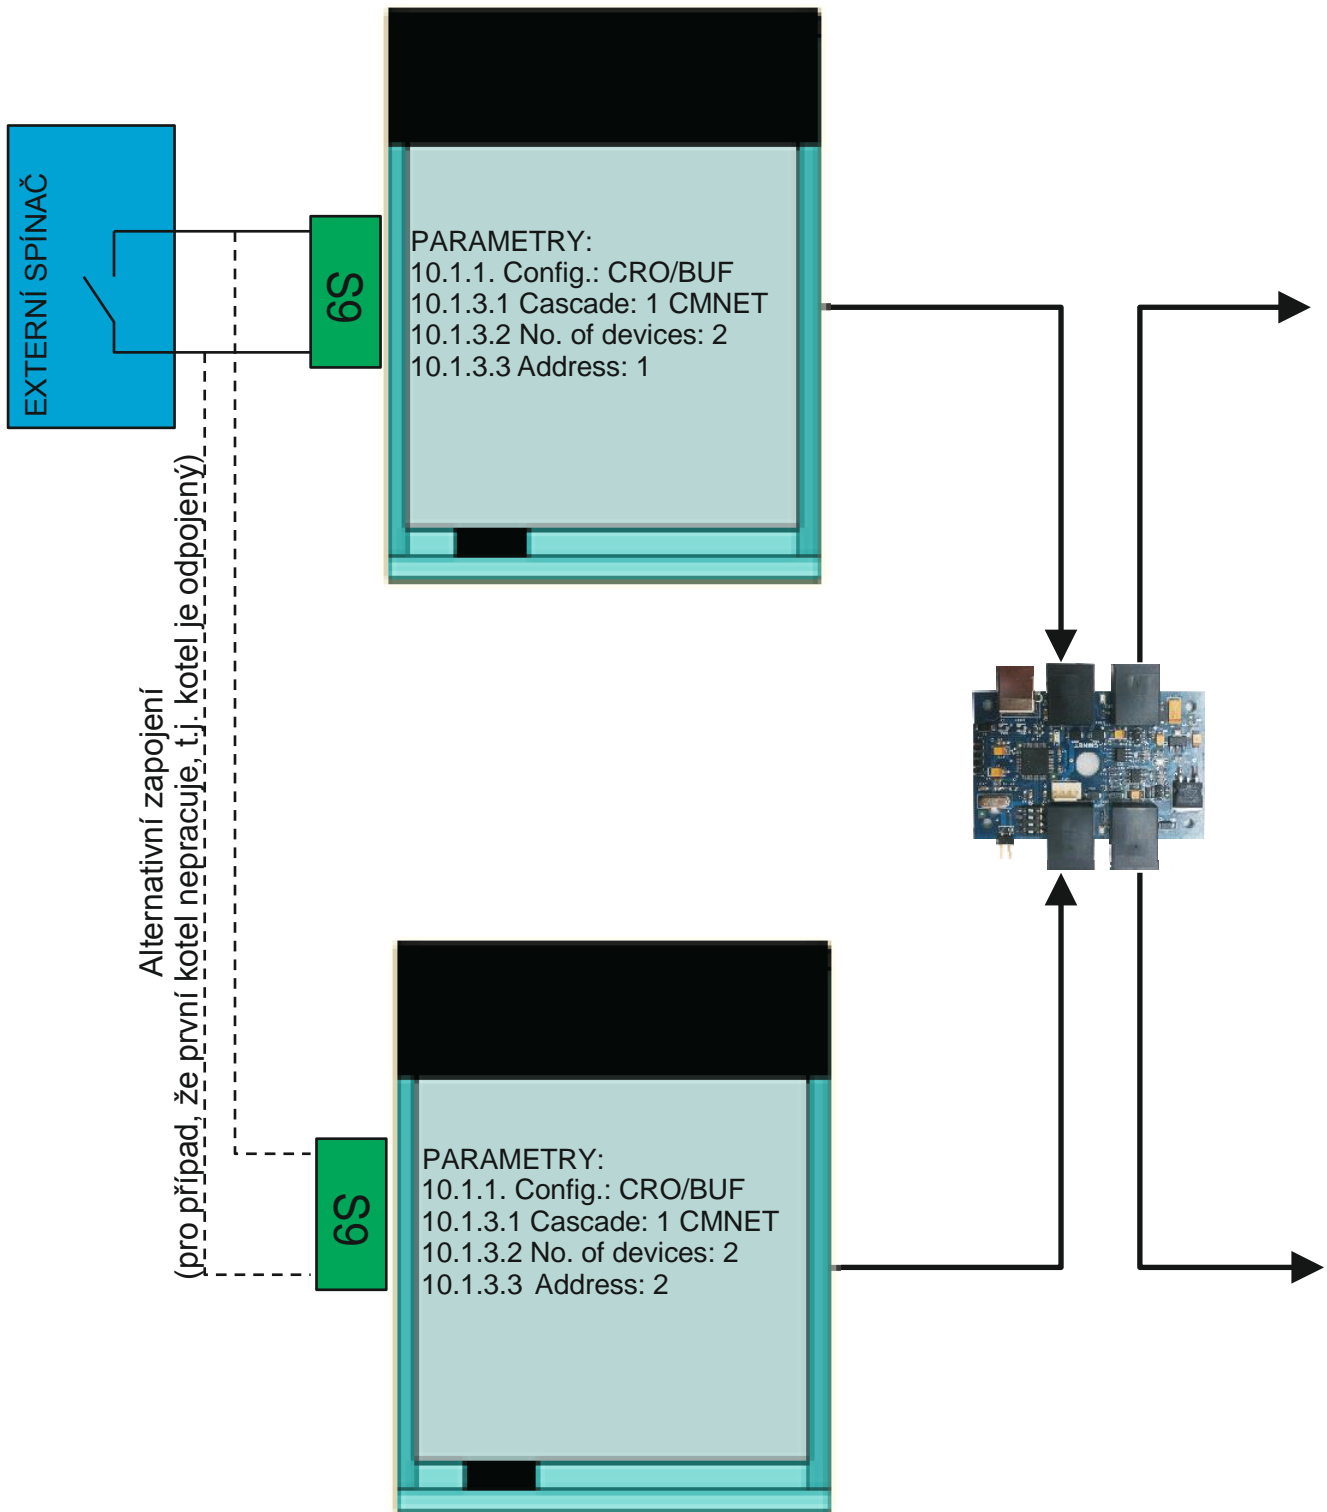 EXTERNÍ SPÍNAČ
S9
PARAMETRY:
10.1.1. Config.: CRO/BUF
10.1.3.1 Cascade: 1 CMNET
10.1.3.2 No. of devices: 2
10.1.3.3 Address: 1
Alternativní zapojení
(pro případ, že první kotel nepracuje, t.j. kotel je odpojený)
S9
PARAMETRY:
10.1.1. Config.: CRO/BUF
10.1.3.1 Cascade: 1 CMNET
10.1.3.2 No. of devices: 2
10.1.3.3 Address: 2